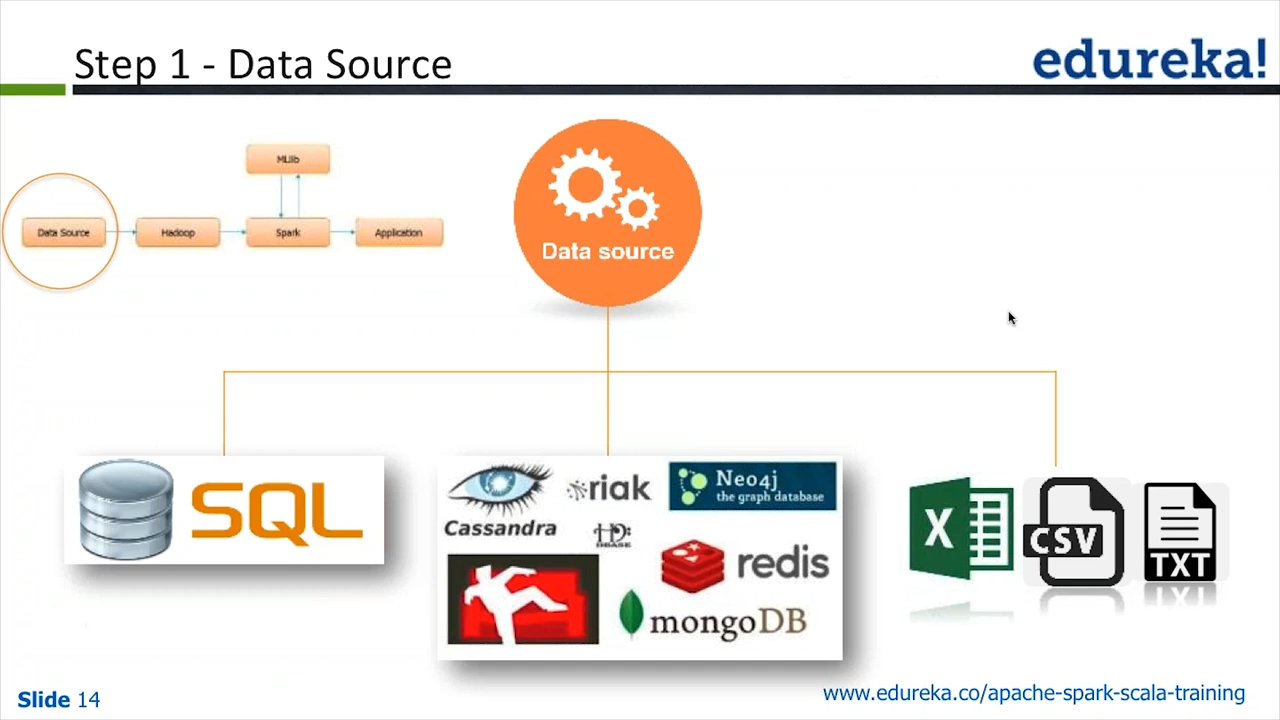 Step 1 - Data Source
edureka!
MLlib
Data Source
Hadoop
Spark
Application
Data source
SQL
Cassandra
riak
Neo4j
the graph database
HBASE
redis
mongoDB
X
CSV
TXT
Slide 14
www.edureka.co/apache-spark-scala-training